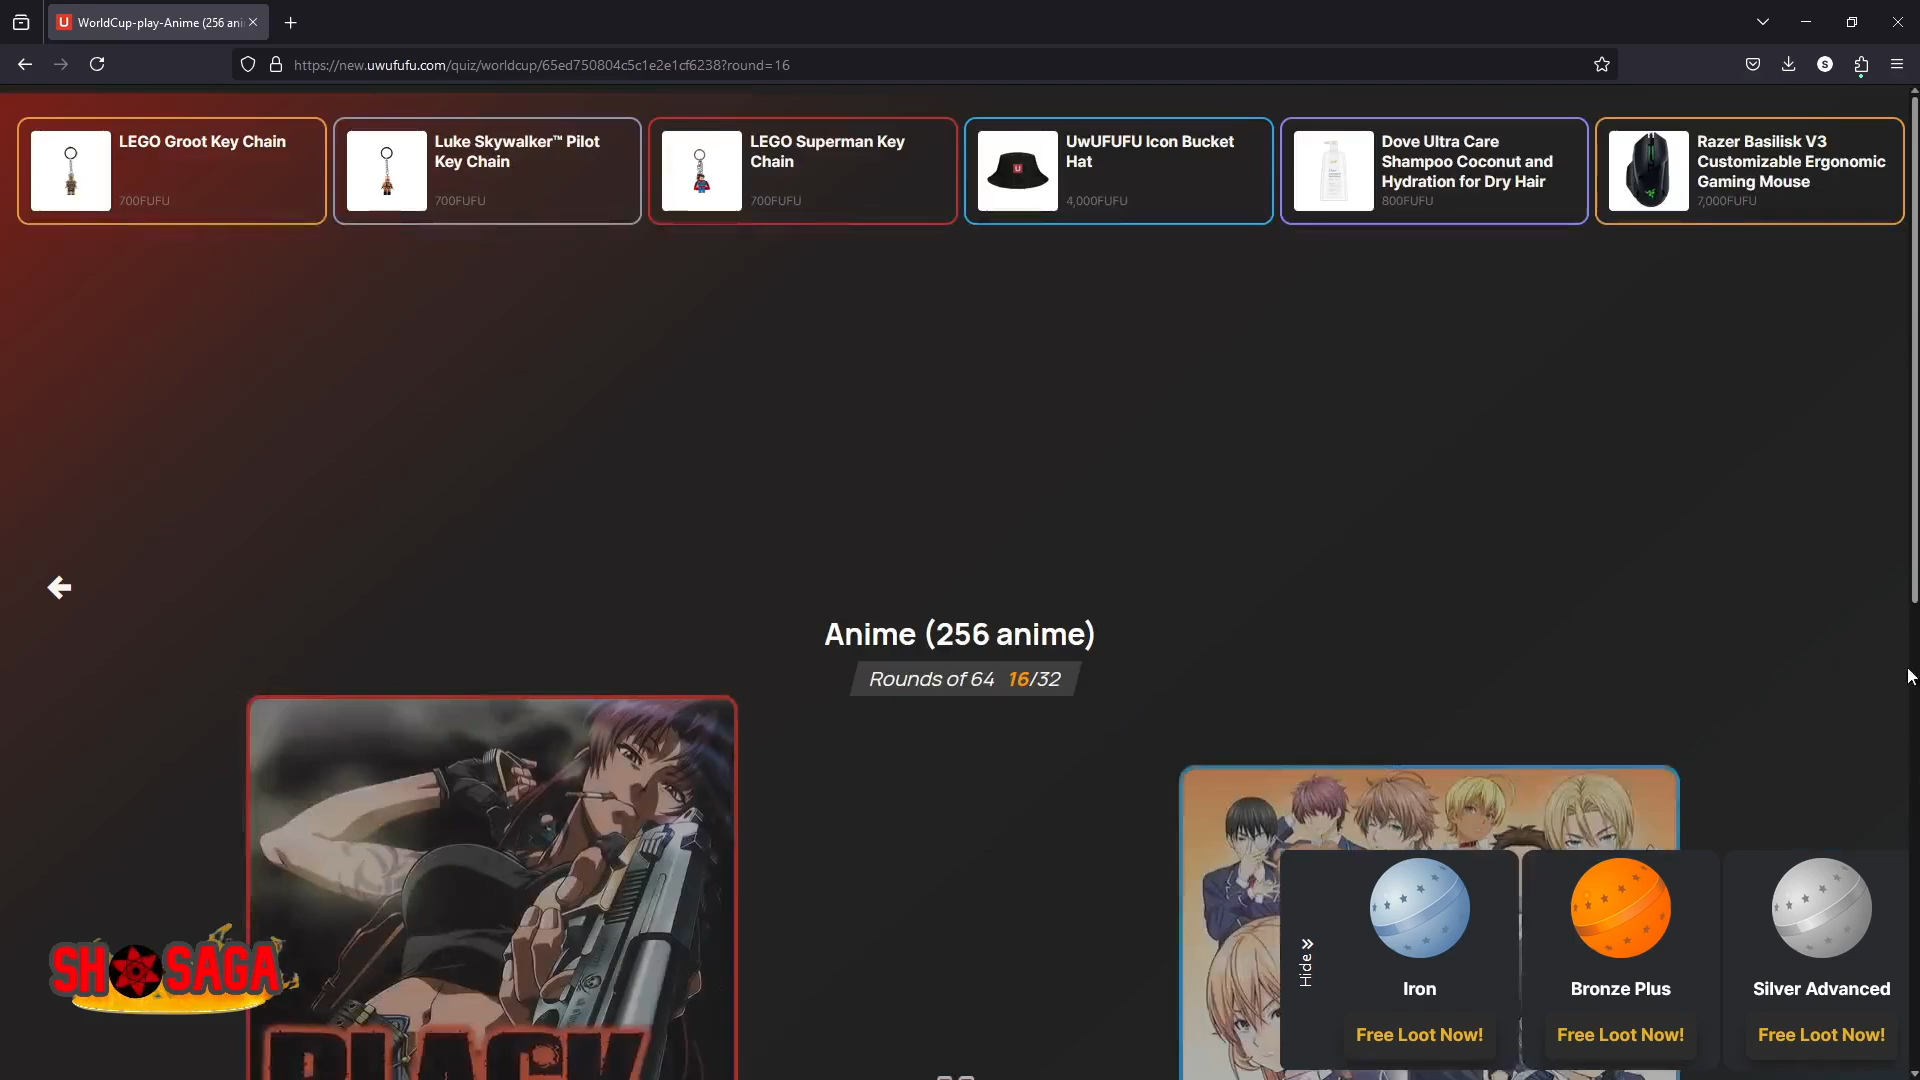 WorldCup-play-Anime (256 ani
https://new.uwufufu.com/quiz/worldcup/65ed750804c5c1e2e1cf6238?round=16
S
LEGO Groot Key Chain
700FUFU
Luke Skywalker™ Pilot
Key Chain
700FUFU
LEGO Superman Key
Chain
700FUFU
UwUFUFU Icon Bucket
Hat
4,000FUFU
Dove Ultra Care
Shampoo Coconut and
Hydration for Dry Hair
800FUFU
Razer Basilisk V3
Customizable Ergonomic
Gaming Mouse
7,000FUFU
Anime (256 anime)
Rounds of 64 16/32
SHOSAGA
BLACK
Hide
Iron
Free Loot Now!
Bronze Plus
Free Loot Now!
Silver Advanced
Free Loot Now!